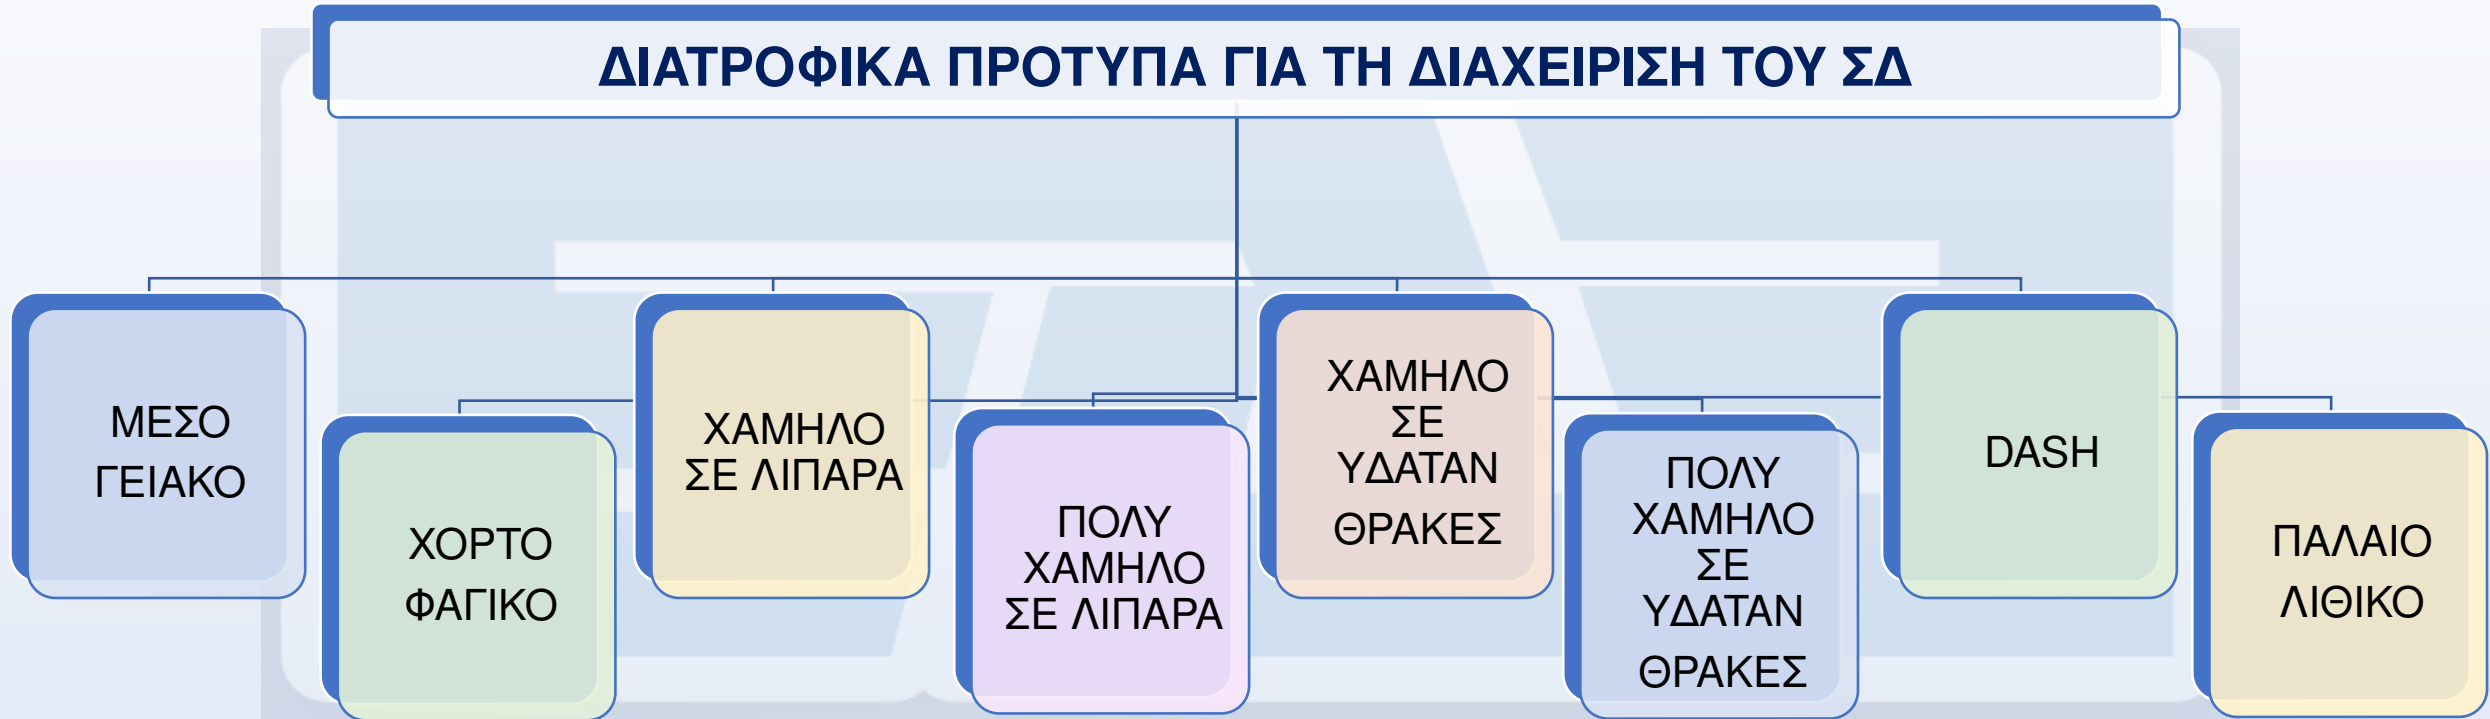 ΔΙΑΤΡΟΦΙΚΑ ΠΡΟΤΥΠΑ ΓΙΑ ΤΗ ΔΙΑΧΕΙΡΙΣΗ ΤΟΥ ΣΔ
ΜΕΣΟ
ΓΕΙΑΚΟ
ΧΟΡΤΟ
ΦΑΓΙΚΟ
ΧΑΜΗΛΟ
ΣΕ ΛΙΠΑΡΑ
ΠΟΛΥ
ΧΑΜΗΛΟ
ΣΕ ΛΙΠΑΡΑ
ΧΑΜΗΛΟ
ΣΕ
ΥΔΑΤΑΝ
ΘΡΑΚΕΣ
ΠΟΛΥ
ΧΑΜΗΛΟ
ΣΕ
ΥΔΑΤΑΝ
ΘΡΑΚΕΣ
DASH
ΠΑΛΑΙΟ
ΛΙΘΙΚΟ